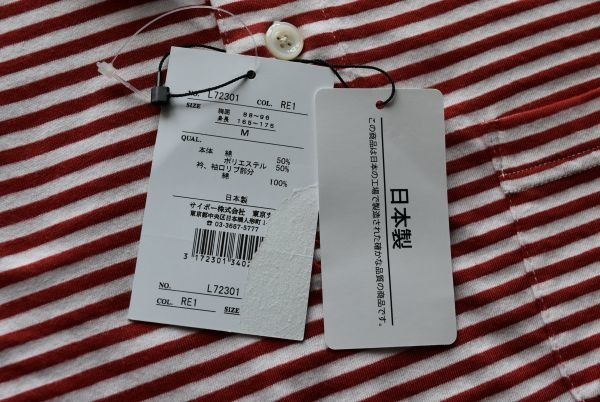 NO. L72301 COL. RE1
SIZE
胸囲 88~96
身長 165~175
M
QUAL.
本体 綿 50%
ポリエステル 50%
衿、袖口リブ部分
綿 100%
日本製
サイボー株式会社 東京
東京都中央区日本橋人形町
☎ 03-3667-5777
3 172301 3402
NO. L72301
COL. RE1 SIZE
日本製
この商品は日本の工場で製造された確かな品質の商品です。